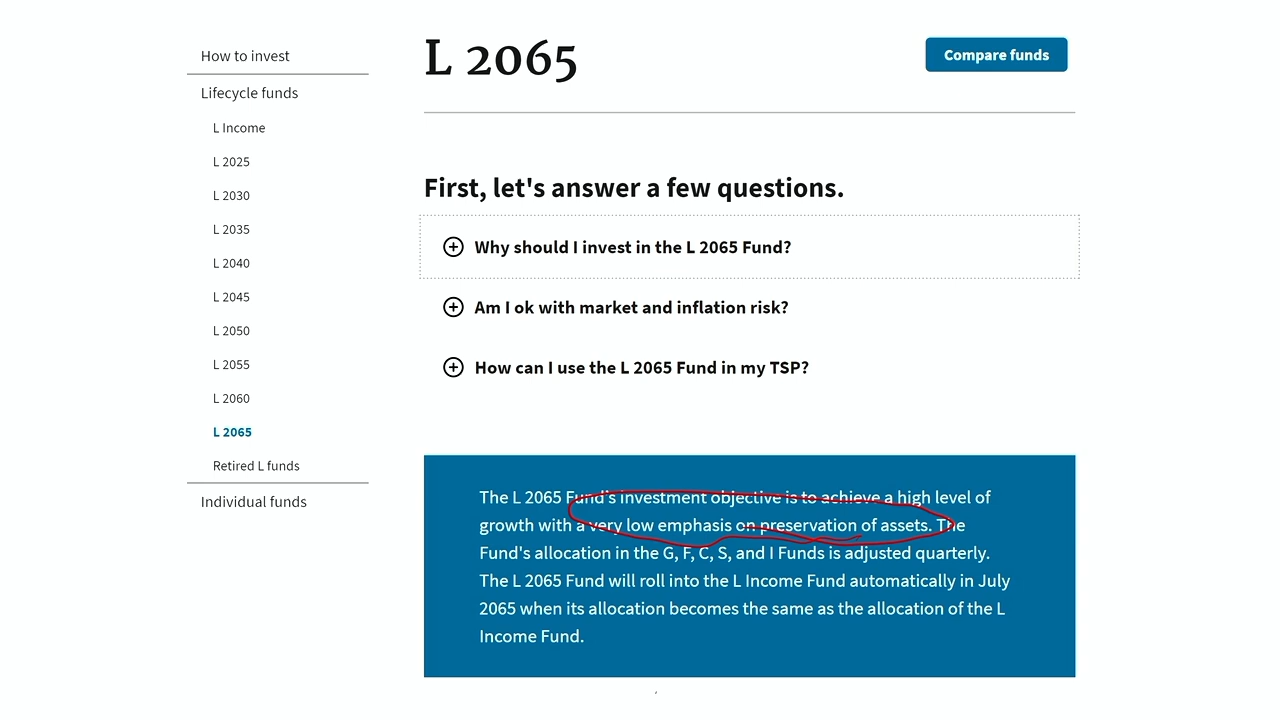 How to invest
Lifecycle funds
L Income
L 2025
L 2030
L 2035
L 2040
L 2045
L 2050
L 2055
L 2060
L 2065
Retired L funds
Individual funds
L 2065
Compare funds
First, let's answer a few questions.
Why should I invest in the L 2065 Fund?
Am I ok with market and inflation risk?
How can I use the L 2065 Fund in my TSP?
The L 2065 Fund's investment objective is to achieve a high level of
growth with a very low emphasis on preservation of assets. The
Fund's allocation in the G, F, C, S, and I Funds is adjusted quarterly.
The L 2065 Fund will roll into the L Income Fund automatically in July
2065 when its allocation becomes the same as the allocation of the L
Income Fund.